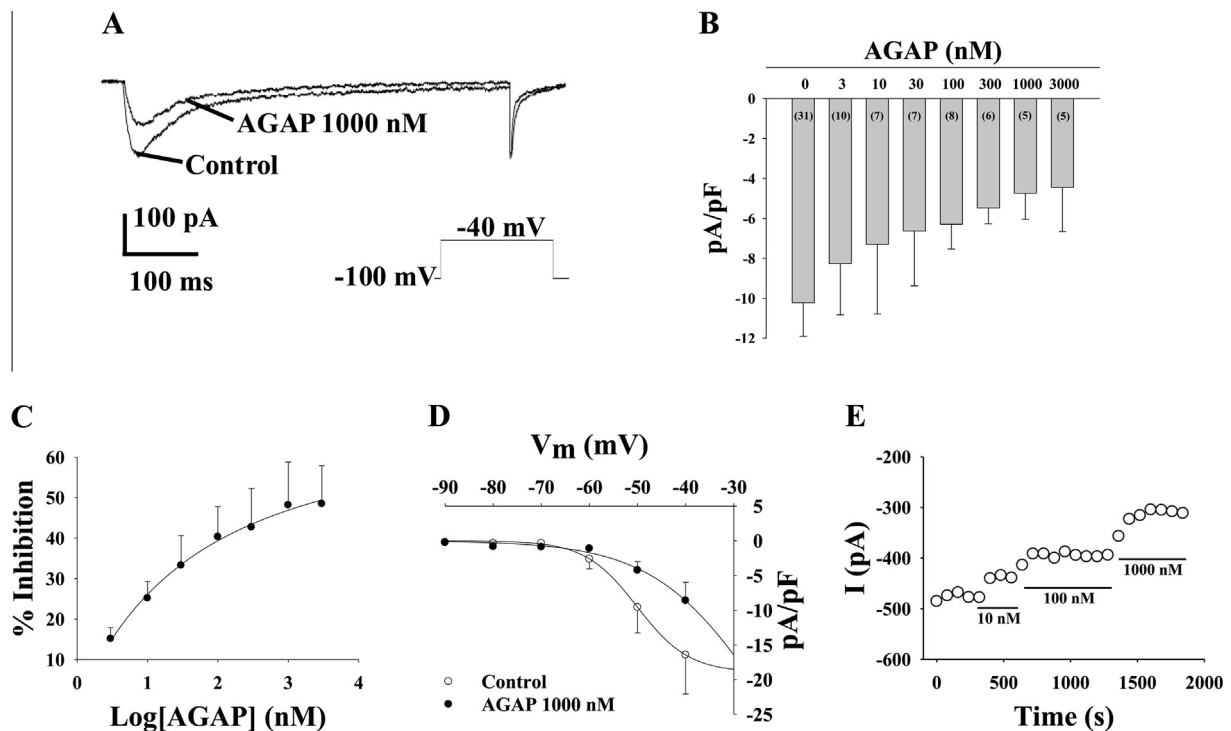 A
AGAP 1000 nM
Control
100 pA
100 ms
-40 mV
-100 mV
B
AGAP (nM)
0 3 10 30 100 300 1000 3000
(31) (10) (7) (7) (8) (6) (5) (5)
0
-2
-4
-6
-8
-10
-12
pA/pF
C
% Inhibition
60
50
40
30
20
10
0 1 2 3 4
Log[AGAP] (nM)
D
Vm (mV)
-90 -80 -70 -60 -50 -40 -30
5
0
-5
-10
-15
-20
-25
pA/pF
Control
AGAP 1000 nM
E
I (pA)
-200
-300
-400
-500
-600
10 nM
100 nM
1000 nM
0 500 1000 1500 2000
Time (s)